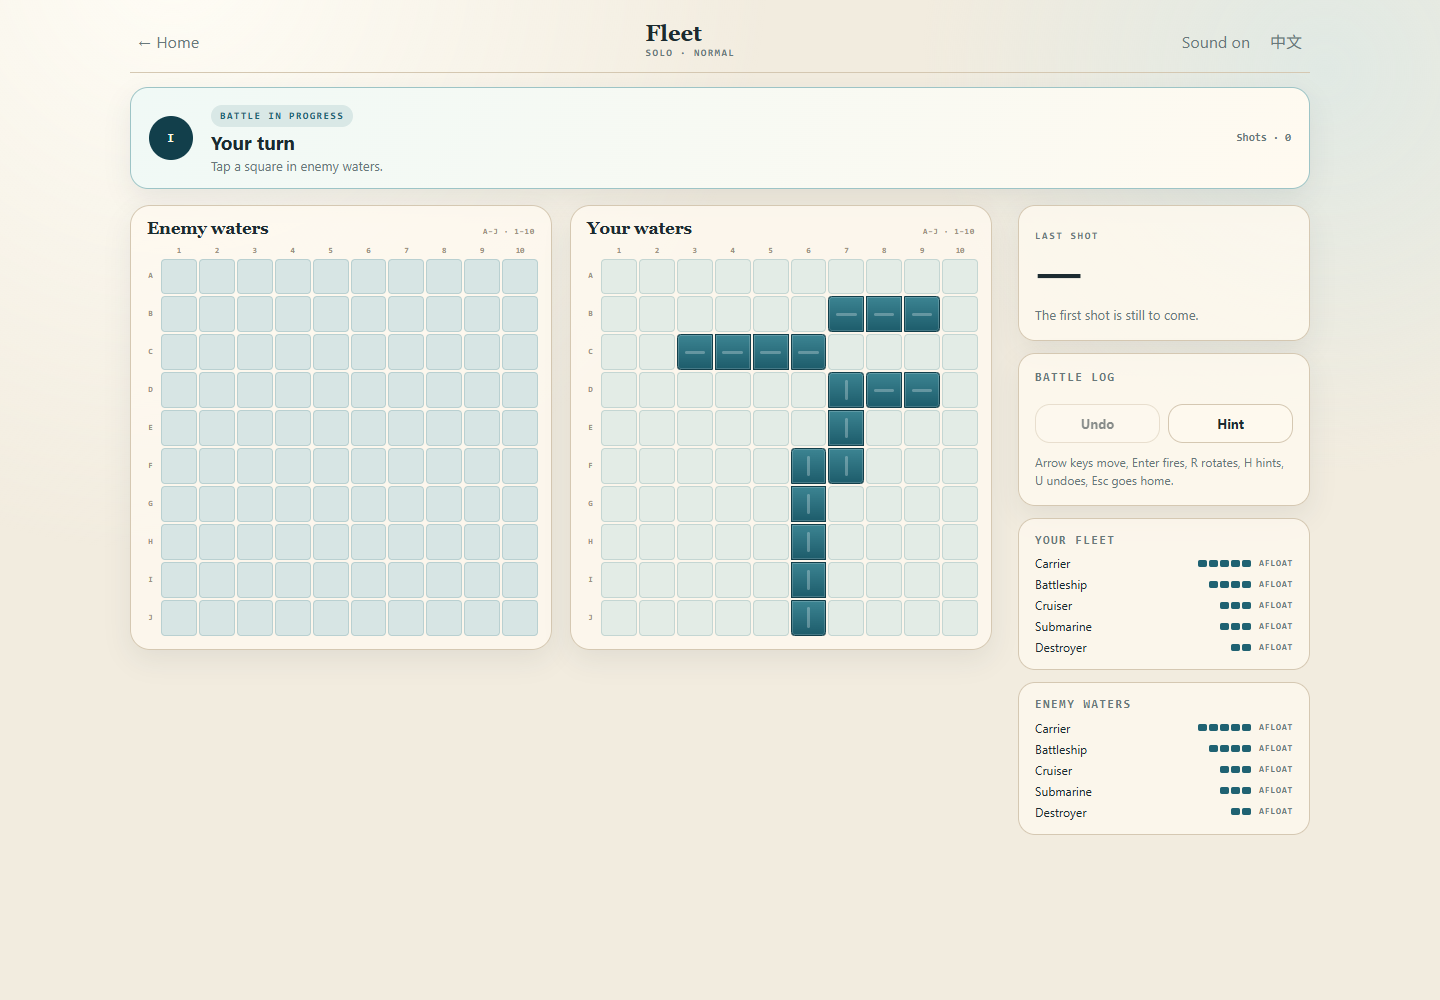 ← Home
Fleet
SOLO · NORMAL
Sound on
中文
I
BATTLE IN PROGRESS
Your turn
Tap a square in enemy waters.
Shots · 0
Enemy waters
A–J · 1–10
1 2 3 4 5 6 7 8 9 10
A
B
C
D
E
F
G
H
I
J
Your waters
A–J · 1–10
1 2 3 4 5 6 7 8 9 10
A
B
C
D
E
F
G
H
I
J
LAST SHOT
—
The first shot is still to come.
BATTLE LOG
Undo
Hint
Arrow keys move, Enter fires, R rotates, H hints,
U undoes, Esc goes home.
YOUR FLEET
Carrier AFLOAT
Battleship AFLOAT
Cruiser AFLOAT
Submarine AFLOAT
Destroyer AFLOAT
ENEMY WATERS
Carrier AFLOAT
Battleship AFLOAT
Cruiser AFLOAT
Submarine AFLOAT
Destroyer AFLOAT